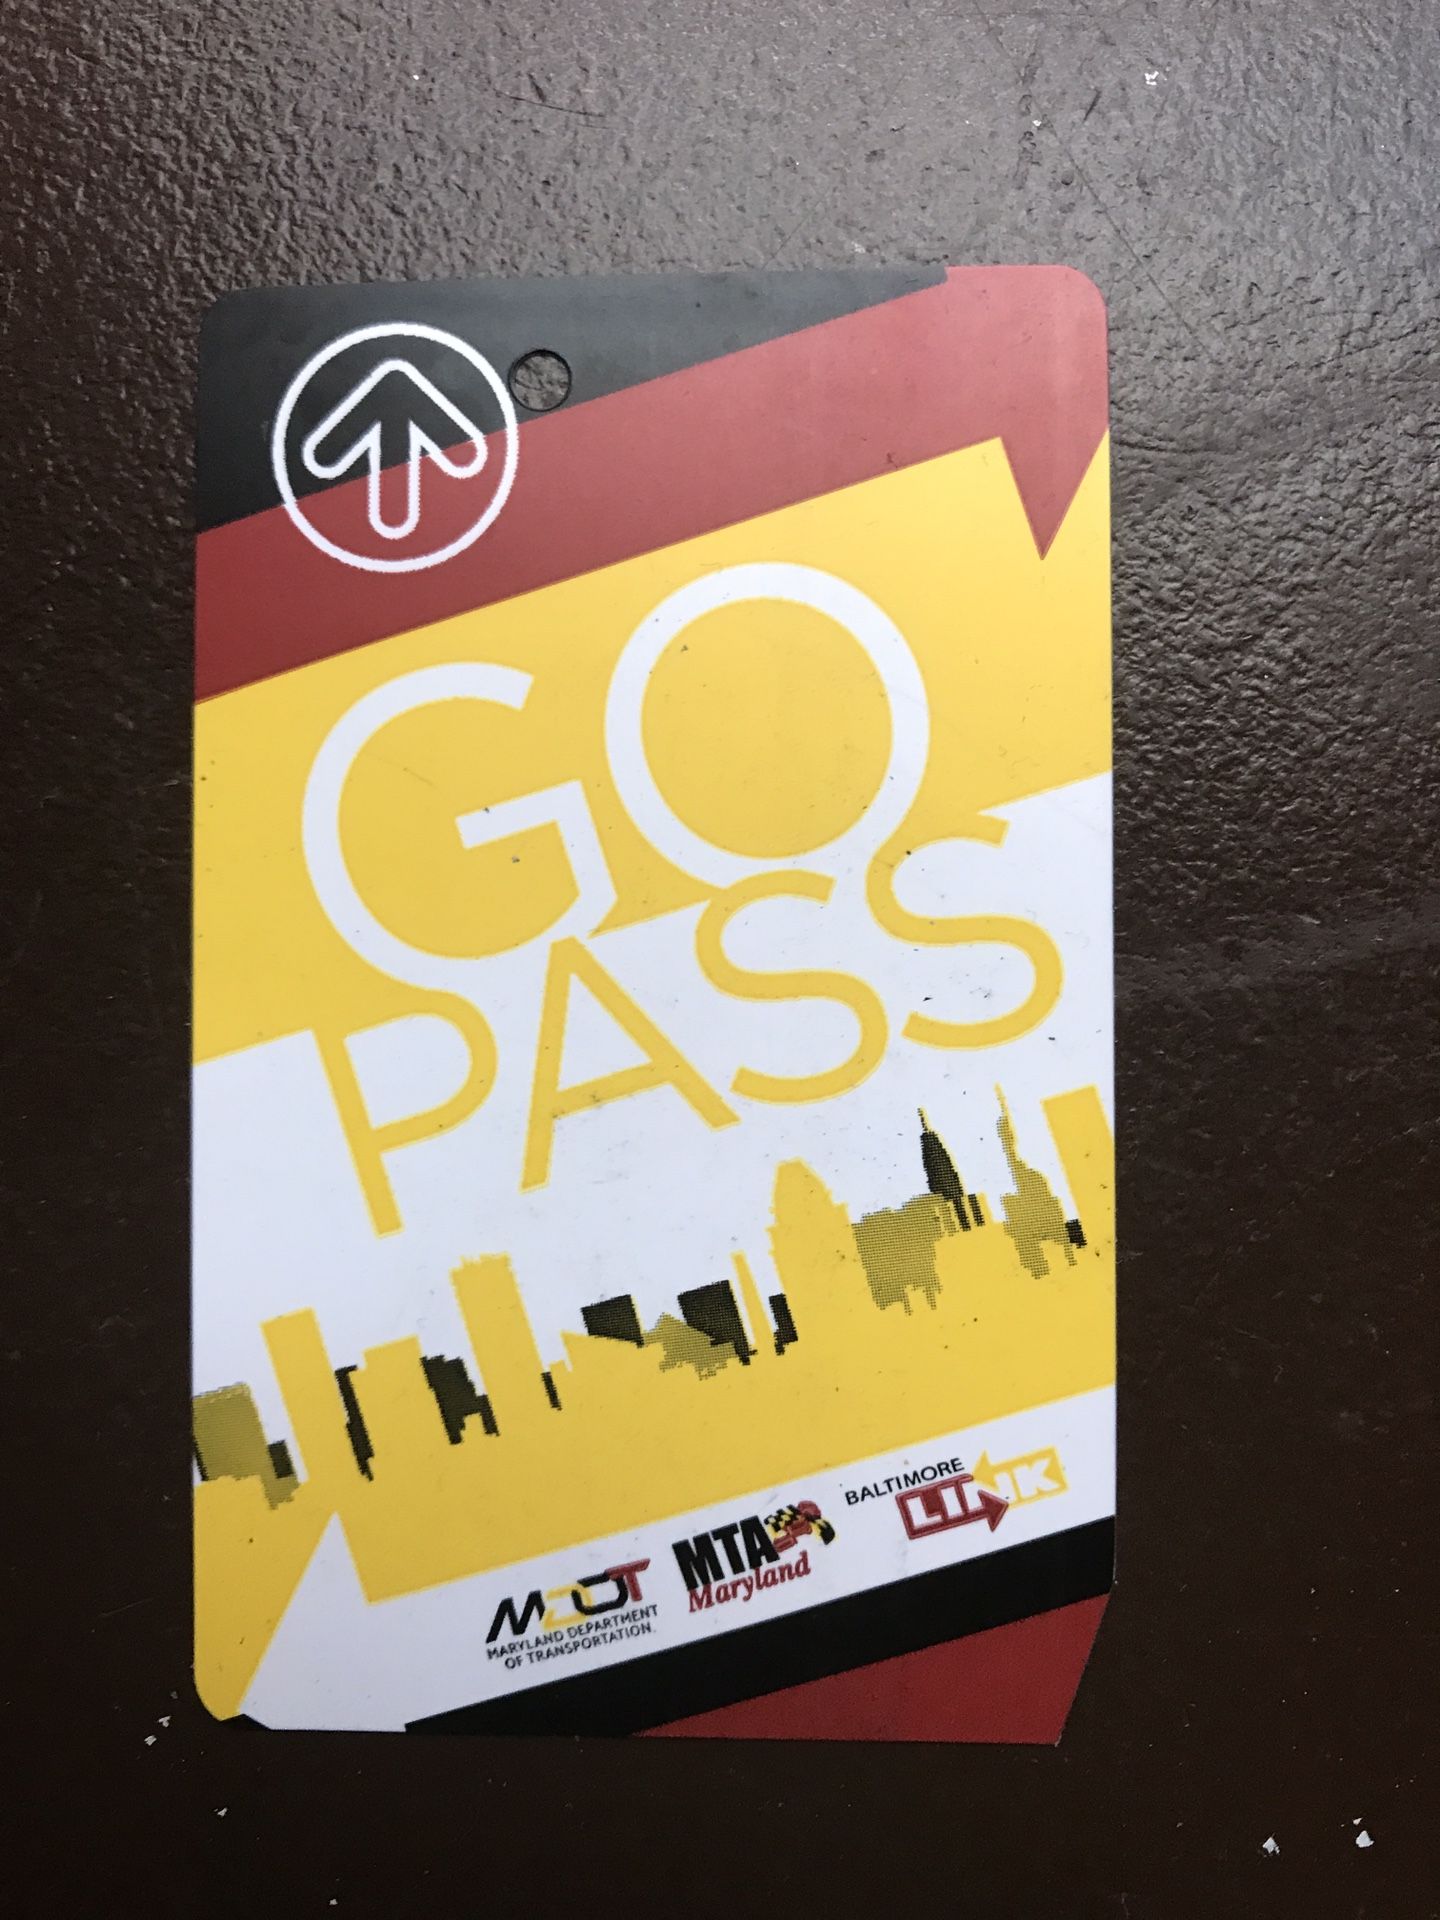 GO
PASS
BALTIMORE
LINK
MTA
Maryland
MDOT
MARYLAND DEPARTMENT
OF TRANSPORTATION